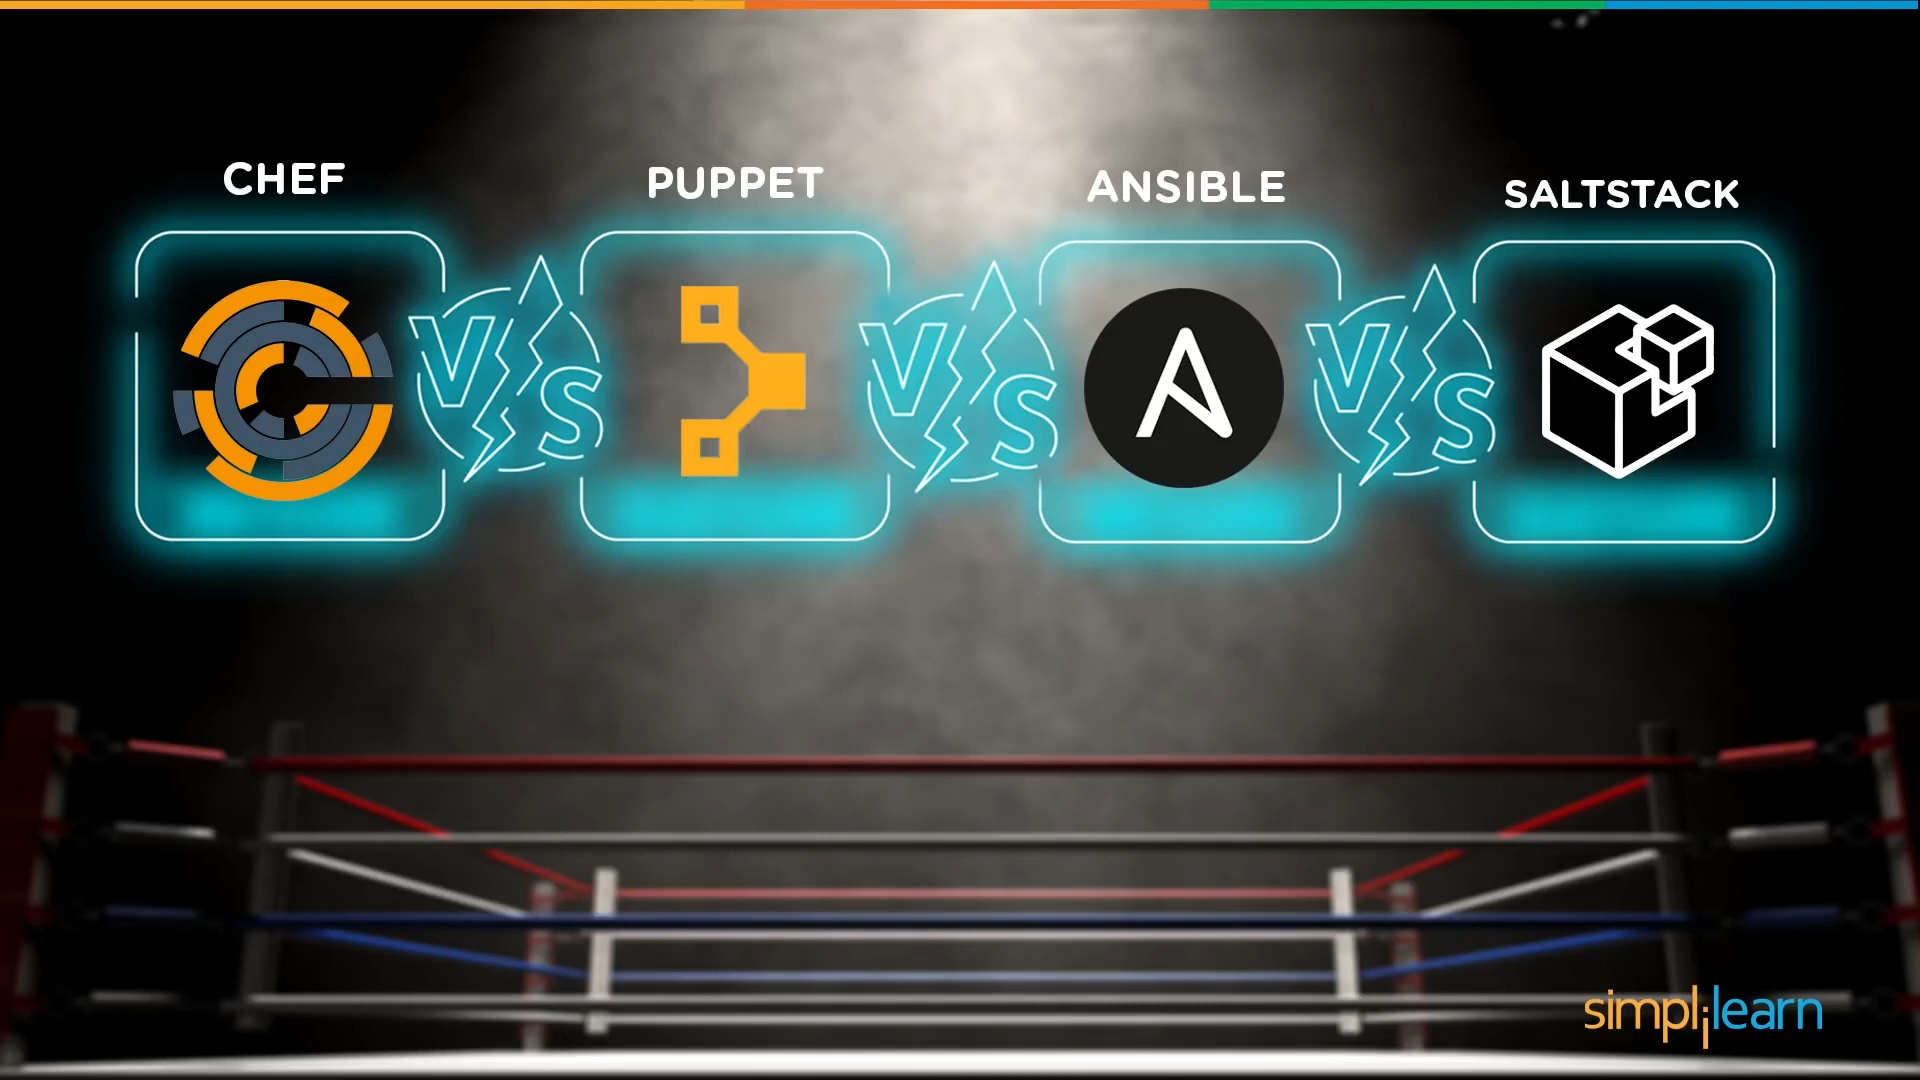 CHEF
PUPPET
ANSIBLE
SALTSTACK
VS
VS
VS
simplilearn